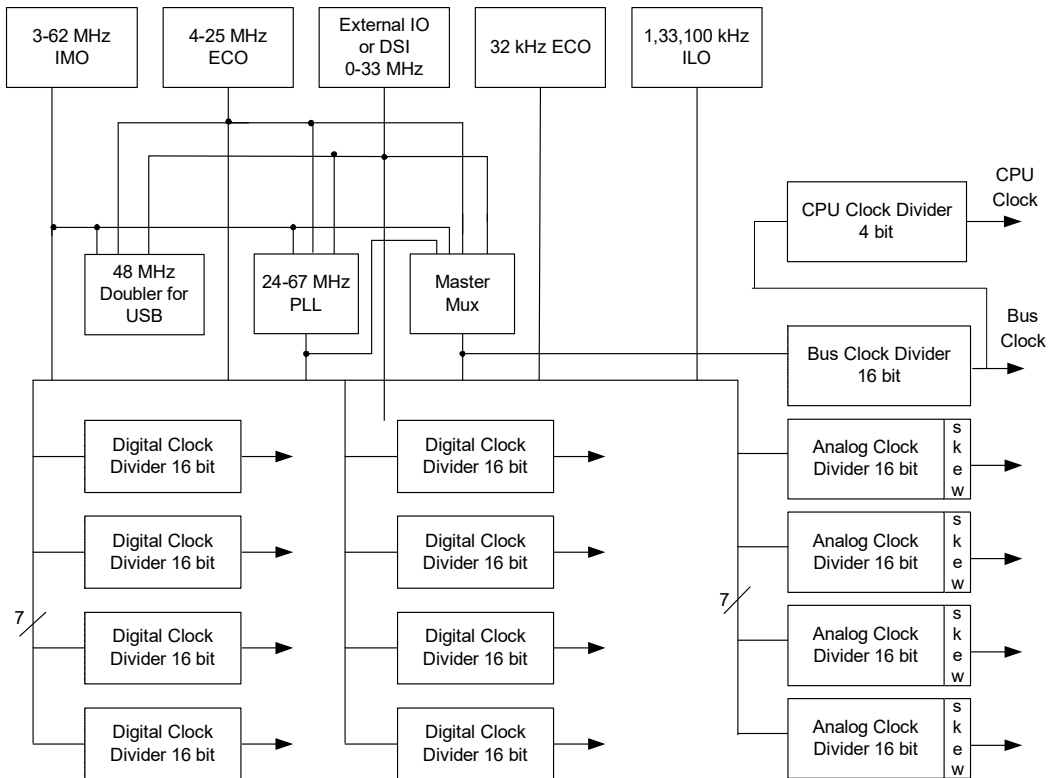 3-62 MHz
IMO
4-25 MHz
ECO
External IO
or DSI
0-33 MHz
32 kHz ECO
1,33,100 kHz
ILO
CPU
Clock
CPU Clock Divider
4 bit
48 MHz
Doubler for
USB
24-67 MHz
PLL
Master
Mux
Bus
Clock
Bus Clock Divider
16 bit
Digital Clock
Divider 16 bit
Digital Clock
Divider 16 bit
Analog Clock
Divider 16 bit
s
k
e
w
Digital Clock
Divider 16 bit
Digital Clock
Divider 16 bit
Analog Clock
Divider 16 bit
s
k
e
w
7
7
Digital Clock
Divider 16 bit
Digital Clock
Divider 16 bit
Analog Clock
Divider 16 bit
s
k
e
w
Digital Clock
Divider 16 bit
Digital Clock
Divider 16 bit
Analog Clock
Divider 16 bit
s
k
e
w